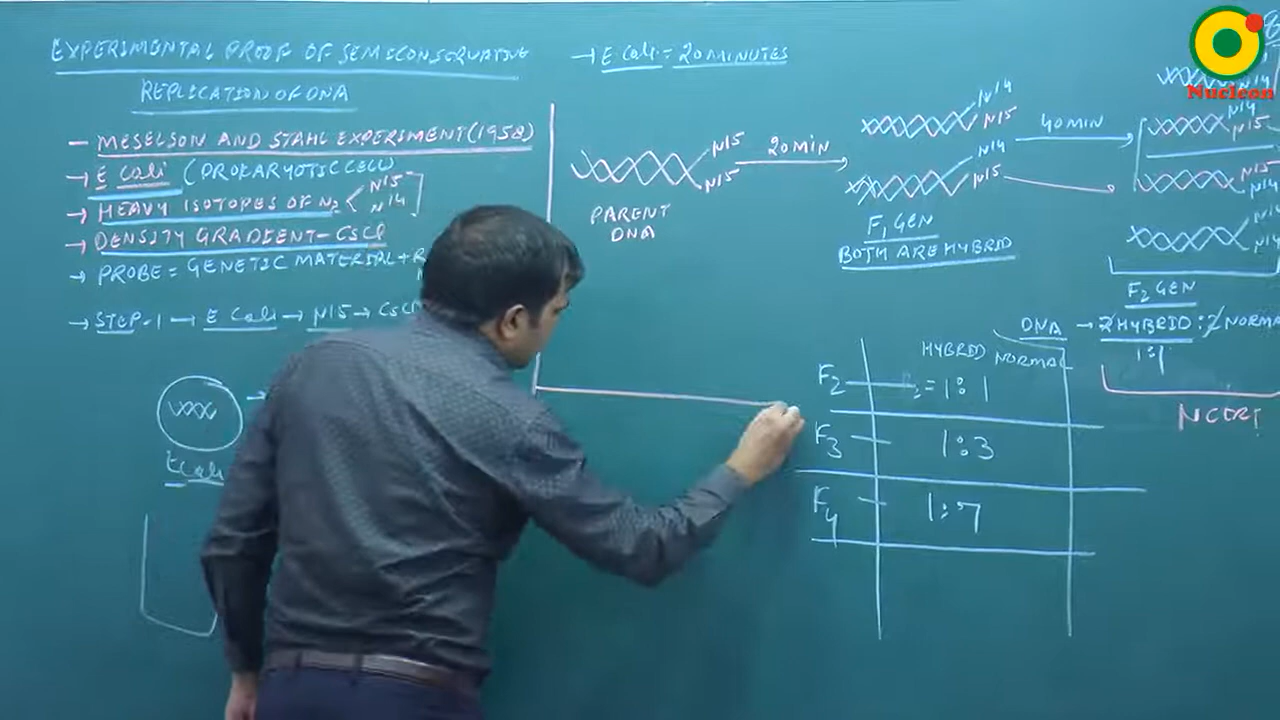 EXPERIMENTAL PROOF OF SEMICONSERVATIVE
REPLICATION OF DNA
- MESELSON AND STAHL EXPERIMENT (1958)
→ E Coli (PROKARYOTIC CELL)
→ HEAVY ISOTOPES OF N2 < N15
N14
→ DENSITY GRADIENT - CSCl
→ PROBE = GENETIC MATERIAL + R
→ STEP-1 → E Coli → N15 → CSCl
E Coli
→ E Coli = 20 MINUTES
N15
N15
PARENT
DNA
20 MIN
N14
N15
N14
N15
F1 GEN
BOTH ARE HYBRID
40 MIN
N14
N15
N15
F2 GEN
DNA → 2 HYBRID : 2 NORMA
1:1
NCERT
HYBRID NORMAL
F2 = 1:1
F3 1:3
F4 1:7
Nucleon